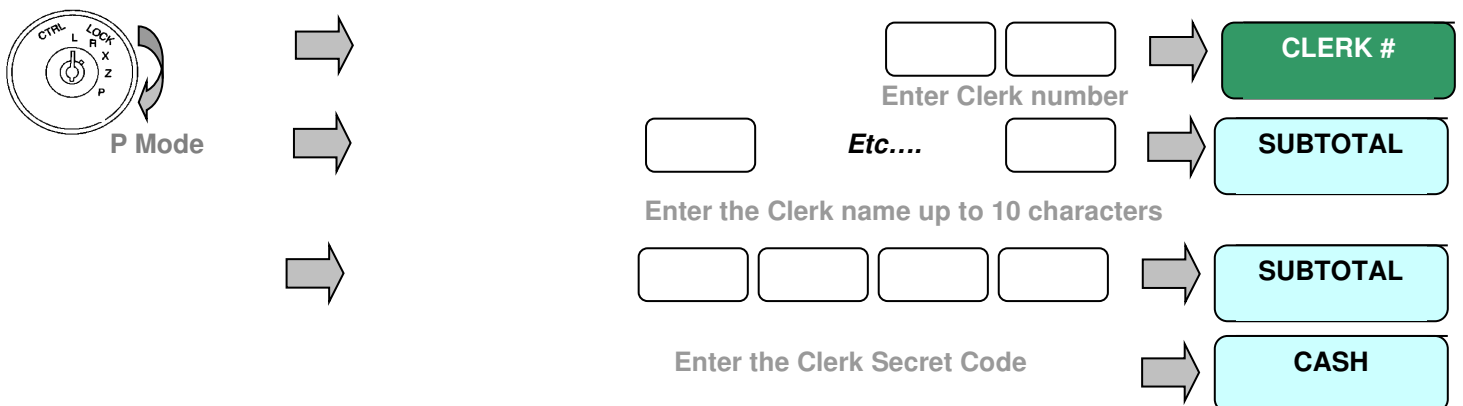 CTRL L LOCK R X Z P
CLERK #
Enter Clerk number
P Mode
Etc....
SUBTOTAL
Enter the Clerk name up to 10 characters
SUBTOTAL
Enter the Clerk Secret Code
CASH